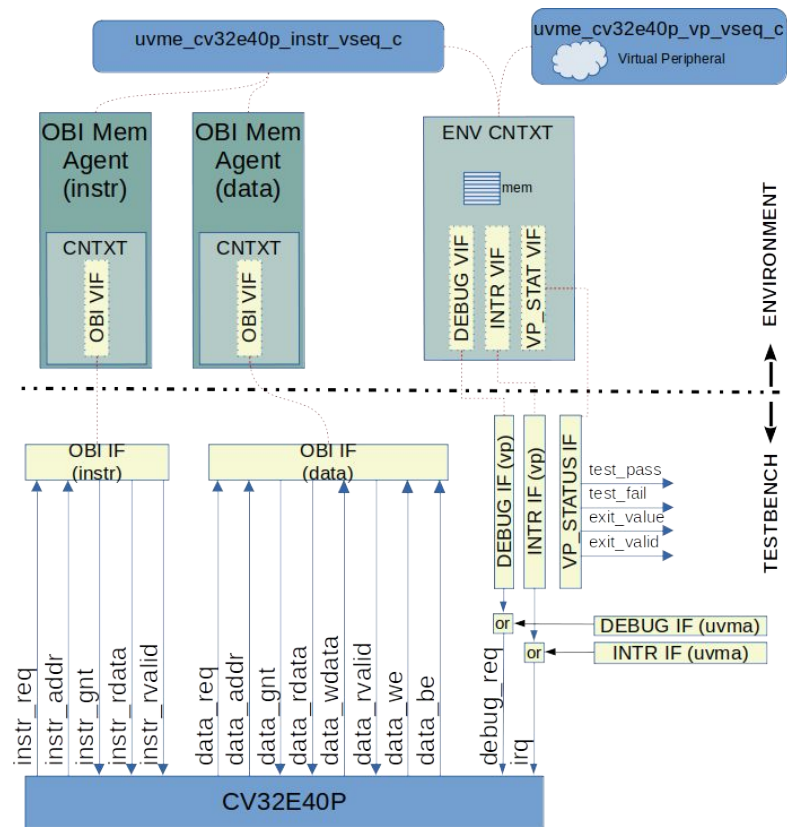 uvme_cv32e40p_instr_vseq_c
uvme_cv32e40p_vp_vseq_c
Virtual Peripheral
OBI Mem
Agent
(instr)
CNTXT
OBI VIF
OBI Mem
Agent
(data)
CNTXT
OBI VIF
ENV CNTXT
mem
DEBUG VIF
INTR VIF
VP_STAT VIF
ENVIRONMENT
TESTBENCH
OBI IF
(instr)
OBI IF
(data)
DEBUG IF (vp)
INTR IF (vp)
VP_STATUS IF
test_pass
test_fail
exit_value
exit_valid
or
DEBUG IF (uvma)
or
INTR IF (uvma)
instr_req
instr_addr
instr_gnt
instr_rdata
instr_rvalid
data_req
data_addr
data_gnt
data_rdata
data_wdata
data_rvalid
data_we
data_be
debug_req
irq
CV32E40P